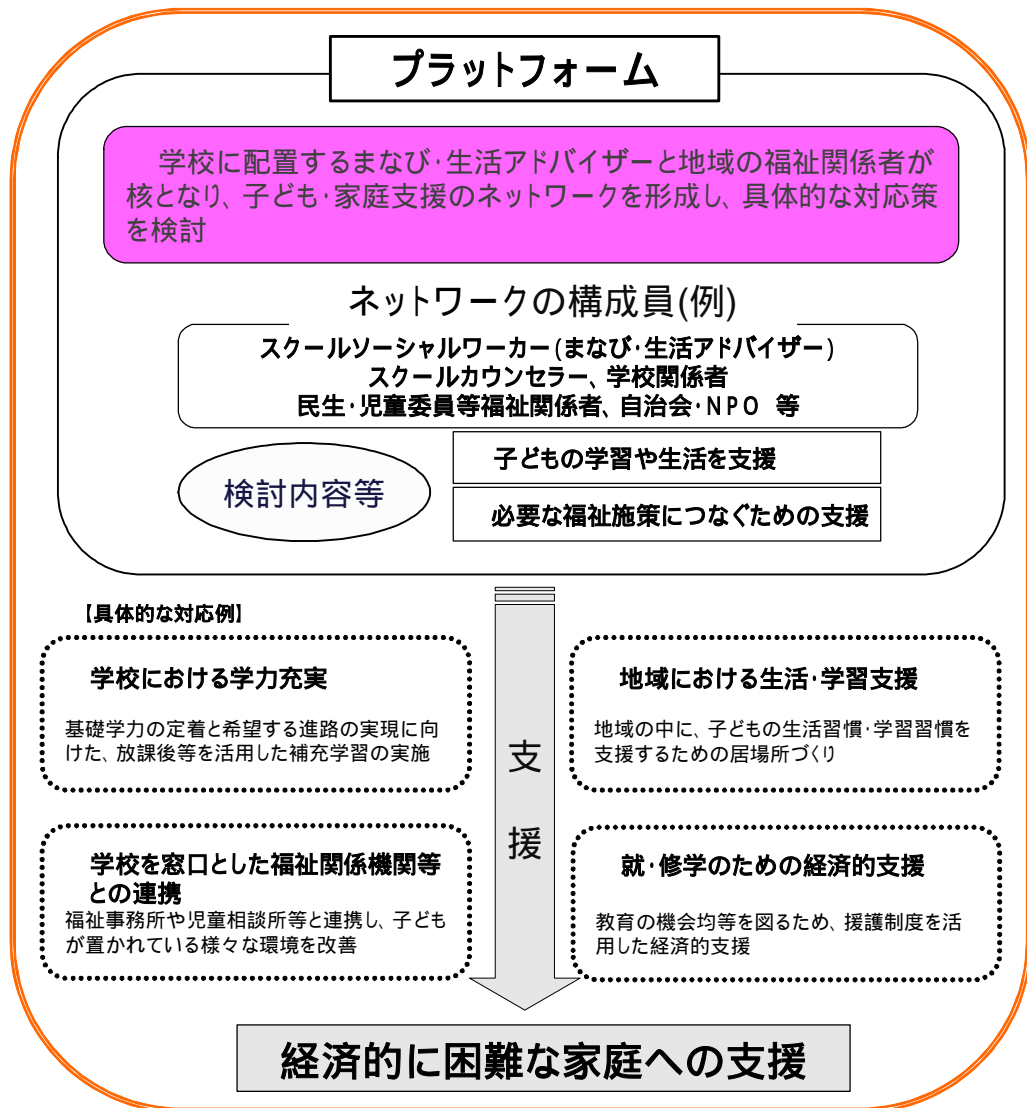 プラットフォーム
学校に配置するまなび・生活アドバイザーと地域の福祉関係者が
核となり、子ども・家庭支援のネットワークを形成し、具体的な対応策
を検討
ネットワークの構成員(例)
スクールソーシャルワーカー(まなび・生活アドバイザー)
スクールカウンセラー、学校関係者
民生・児童委員等福祉関係者、自治会・NPO 等
検討内容等
子どもの学習や生活を支援
必要な福祉施策につなぐための支援
【具体的な対応例】
学校における学力充実
基礎学力の定着と希望する進路の実現に向
けた、放課後等を活用した補充学習の実施
地域における生活・学習支援
地域の中に、子どもの生活習慣・学習習慣を
支援するための居場所づくり
支
援
学校を窓口とした福祉関係機関等
との連携
福祉事務所や児童相談所等と連携し、子ども
が置かれている様々な環境を改善
就・修学のための経済的支援
教育の機会均等を図るため、援護制度を活
用した経済的支援
経済的に困難な家庭への支援